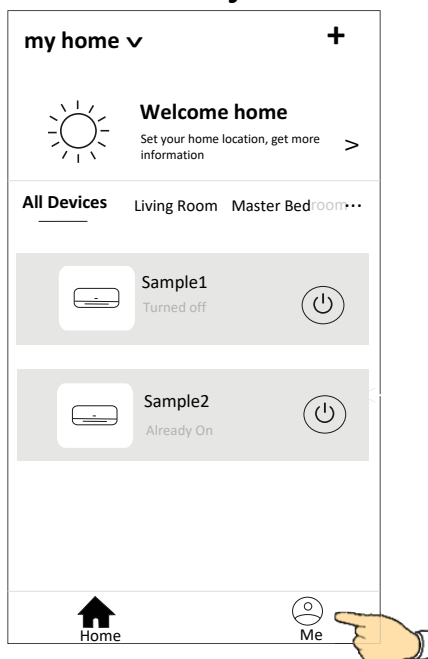 my home
+
Welcome home
Set your home location, get more
information
>
All Devices Living Room Master Bedroom...
Sample1
Turned off
Sample2
Already On
Home Me